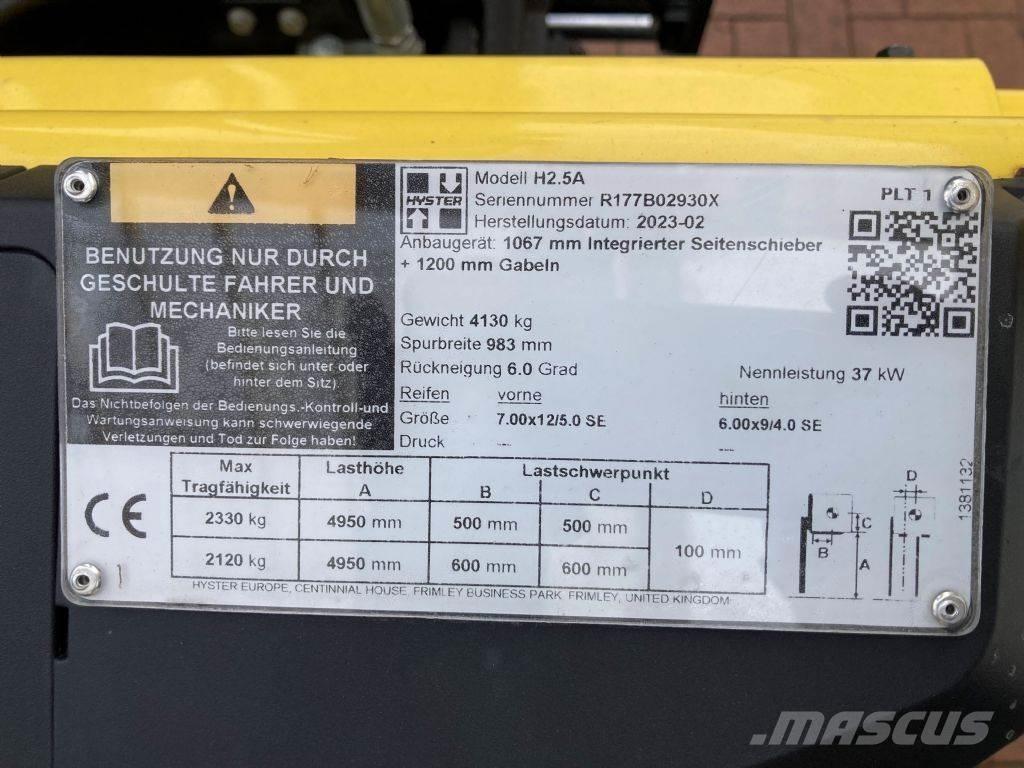 BENUTZUNG NUR DURCH
GESCHULTE FAHRER UND
MECHANIKER
Bitte lesen Sie die
Bedienungsanleitung
(befindet sich unter oder
hinter dem Sitz).
Das Nichtbefolgen der Bedienungs.-Kontroll-und
Wartungsanweisung kann schwerwiegende
Verletzungen und Tod zur Folge haben!
HYSTER
Modell H2.5A
Seriennummer R177B02930X
Herstellungsdatum: 2023-02
Anbaugerät: 1067 mm Integrierter Seitenschieber
+ 1200 mm Gabeln
PLT 1
Gewicht 4130 kg
Spurbreite 983 mm
Rückneigung 6.0 Grad
Nennleistung 37 kW
Reifen vorne hinten
Größe 7.00x12/5.0 SE 6.00x9/4.0 SE
Druck --- ---
Max Tragfähigkeit Lasthöhe A Lastschwerpunkt B C D
2330 kg 4950 mm 500 mm 500 mm 100 mm
2120 kg 4950 mm 600 mm 600 mm
CE
HYSTER EUROPE, CENTINNIAL HOUSE, FRIMLEY BUSINESS PARK, FRIMLEY, UNITED KINGDOM
D
C
B
A
1381132
MASCUS